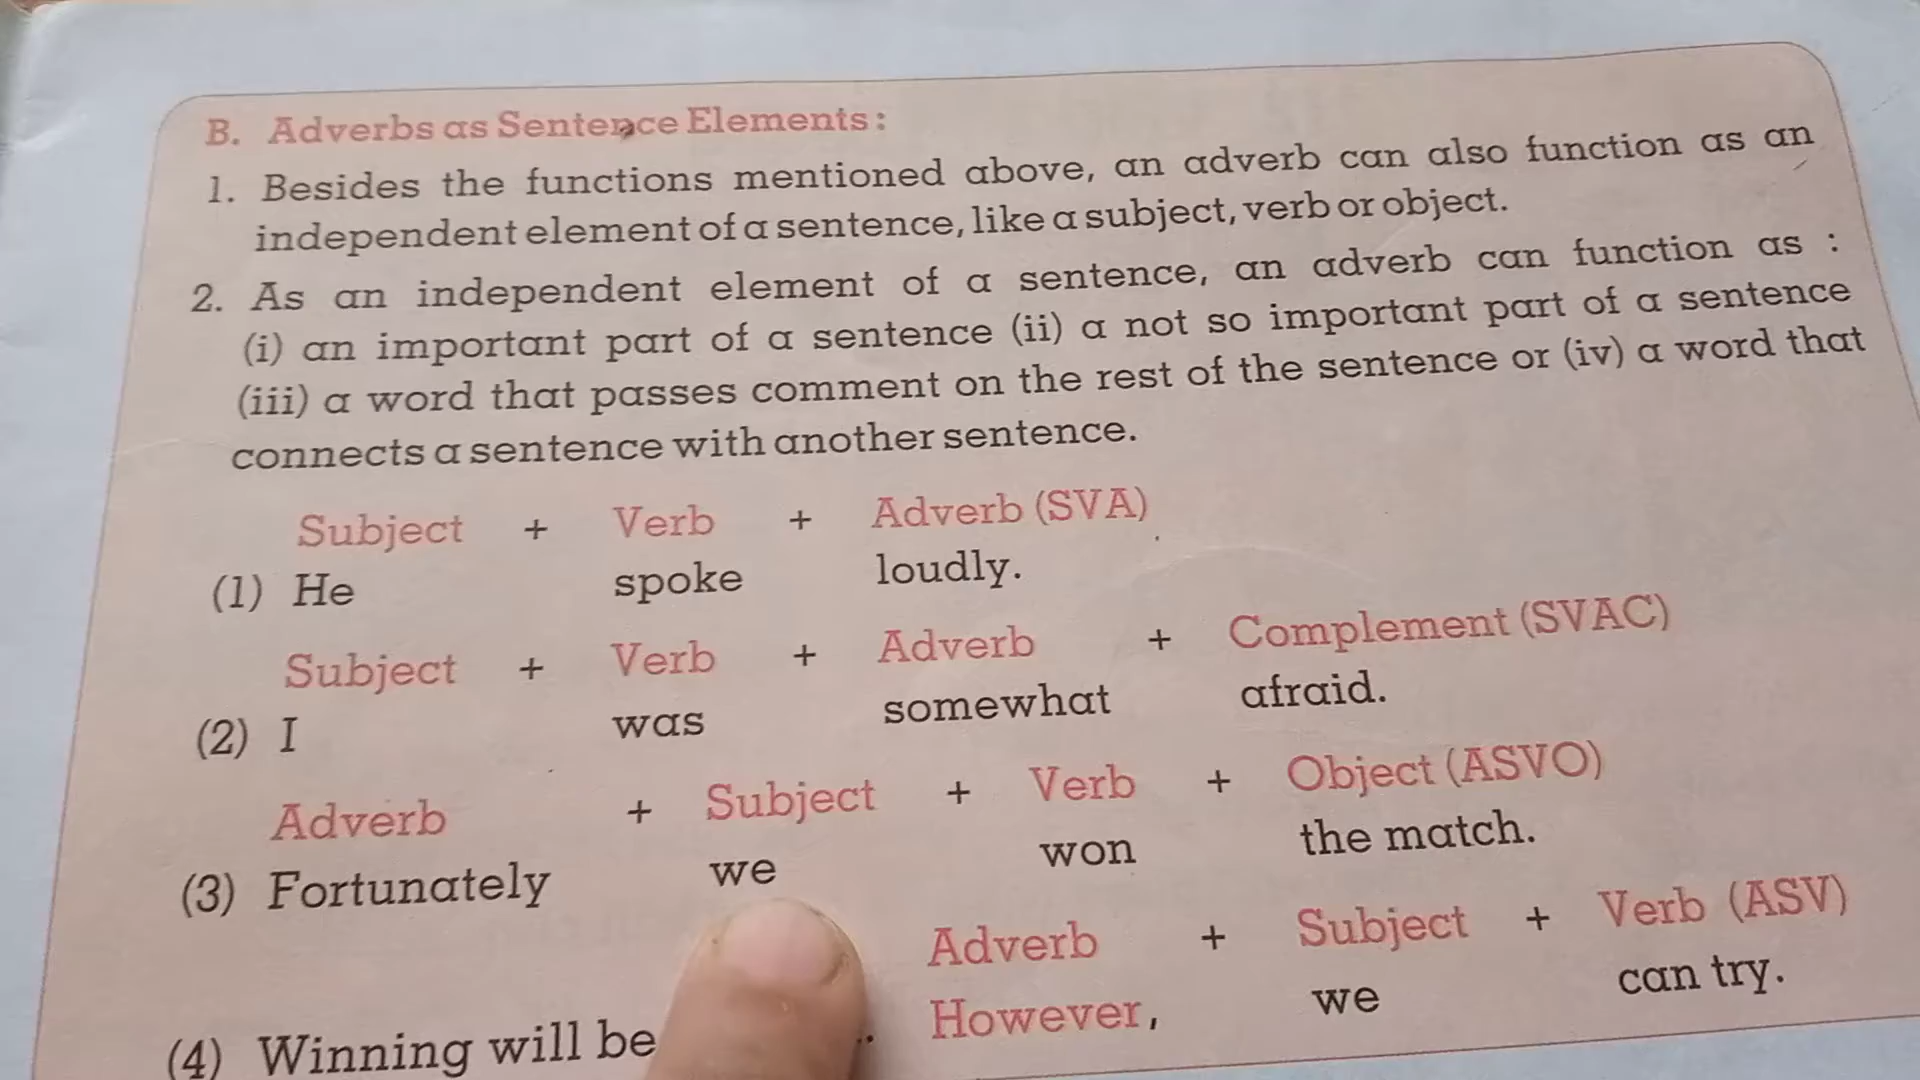 B. Adverbs as Sentence Elements :
1. Besides the functions mentioned above, an adverb can also function as an
independent element of a sentence, like a subject, verb or object.
2. As an independent element of a sentence, an adverb can function as :
(i) an important part of a sentence (ii) a not so important part of a sentence
(iii) a word that passes comment on the rest of the sentence or (iv) a word that
connects a sentence with another sentence.
Subject + Verb + Adverb (SVA)
(1) He spoke loudly.
Subject + Verb + Adverb + Complement (SVAC)
(2) I was somewhat afraid.
Adverb + Subject + Verb + Object (ASVO)
(3) Fortunately we won the match.
Adverb + Subject + Verb (ASV)
(4) Winning will be . However, we can try.